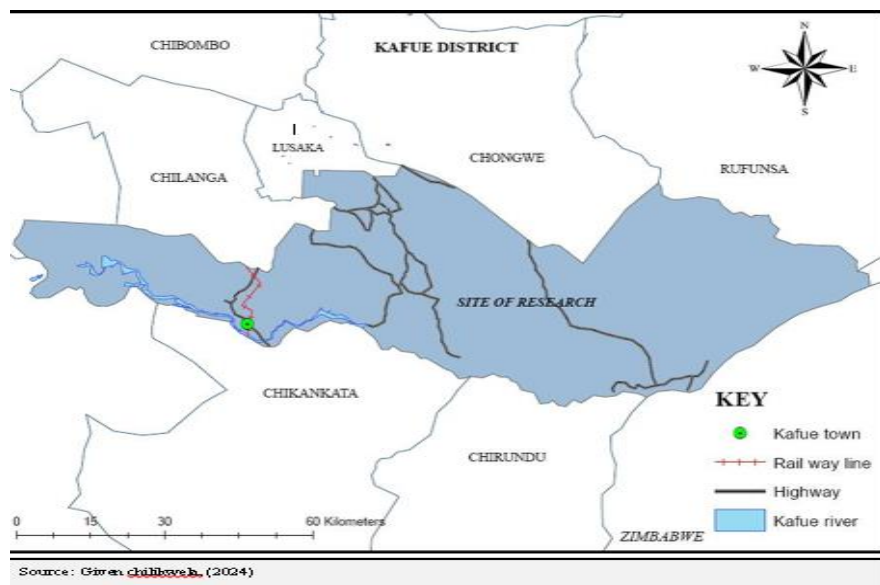 CHIBOMBO
KAFUE DISTRICT
N
W E
S
LUSAKA
CHONGWE
RUFUNSA
CHILANGA
SITE OF RESEARCH
CHIKANKATA
KEY
Kafue town
CHIRUNDU
Rail way line
Highway
0 15 30 60 Kilometers
Kafue river
ZIMBABWE
Source: Given (2024)